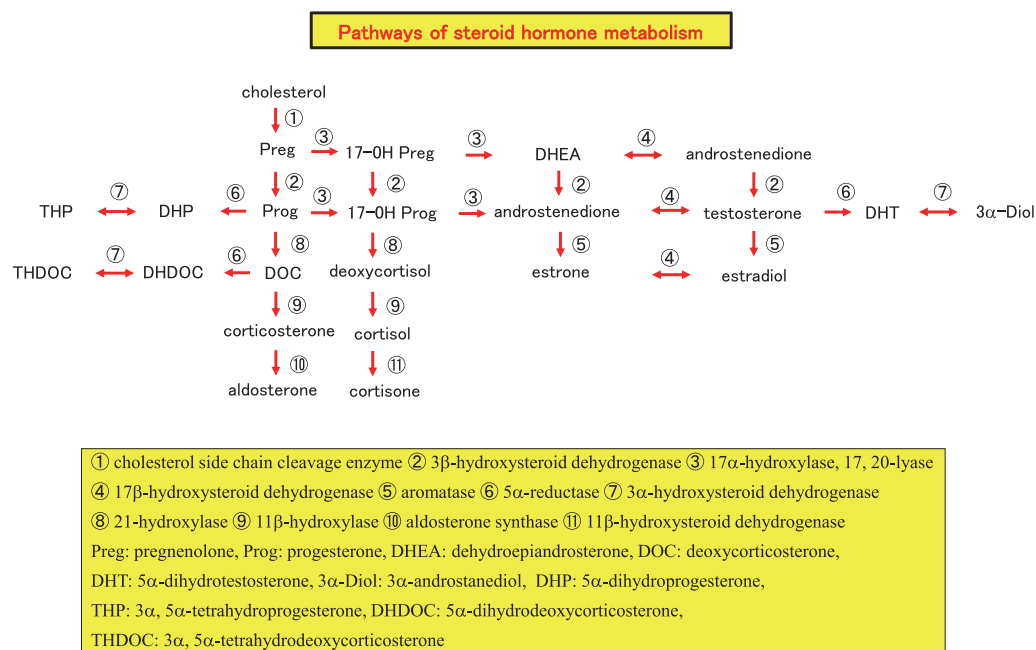 Pathways of steroid hormone metabolism
cholesterol
①
Preg ③ 17-0H Preg ③ DHEA ④ androstenedione
② ② ② ②
THP ⑦ DHP ⑥ Prog ③ 17-0H Prog ③ androstenedione ④ testosterone ⑥ DHT ⑦ 3α-Diol
⑧ ⑧ ⑤ ⑤
THDOC ⑦ DHDOC ⑥ DOC deoxycortisol estrone ④ estradiol
⑨ ⑨
corticosterone cortisol
⑩ ⑪
aldosterone cortisone
① cholesterol side chain cleavage enzyme ② 3β-hydroxysteroid dehydrogenase ③ 17α-hydroxylase, 17, 20-lyase
④ 17β-hydroxysteroid dehydrogenase ⑤ aromatase ⑥ 5α-reductase ⑦ 3α-hydroxysteroid dehydrogenase
⑧ 21-hydroxylase ⑨ 11β-hydroxylase ⑩ aldosterone synthase ⑪ 11β-hydroxysteroid dehydrogenase
Preg: pregnenolone, Prog: progesterone, DHEA: dehydroepiandrosterone, DOC: deoxycorticosterone,
DHT: 5α-dihydrotestosterone, 3α-Diol: 3α-androstanediol, DHP: 5α-dihydroprogesterone,
THP: 3α, 5α-tetrahydroprogesterone, DHDOC: 5α-dihydrodeoxycorticosterone,
THDOC: 3α, 5α-tetrahydrodeoxycorticosterone